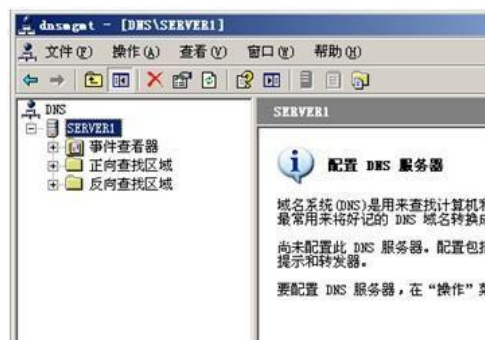 dnsmgmt - [DNS\SERVER1]
文件(F) 操作(A) 查看(V) 窗口(W) 帮助(H)
DNS
SERVER1
事件查看器
正向查找区域
反向查找区域
SERVER1
配置 DNS 服务器
域名系统(DNS)是用来查找计算机和
最常用来将好记的 DNS 域名转换成
尚未配置此 DNS 服务器。配置包括
提示和转发器。
要配置 DNS 服务器，在“操作”菜